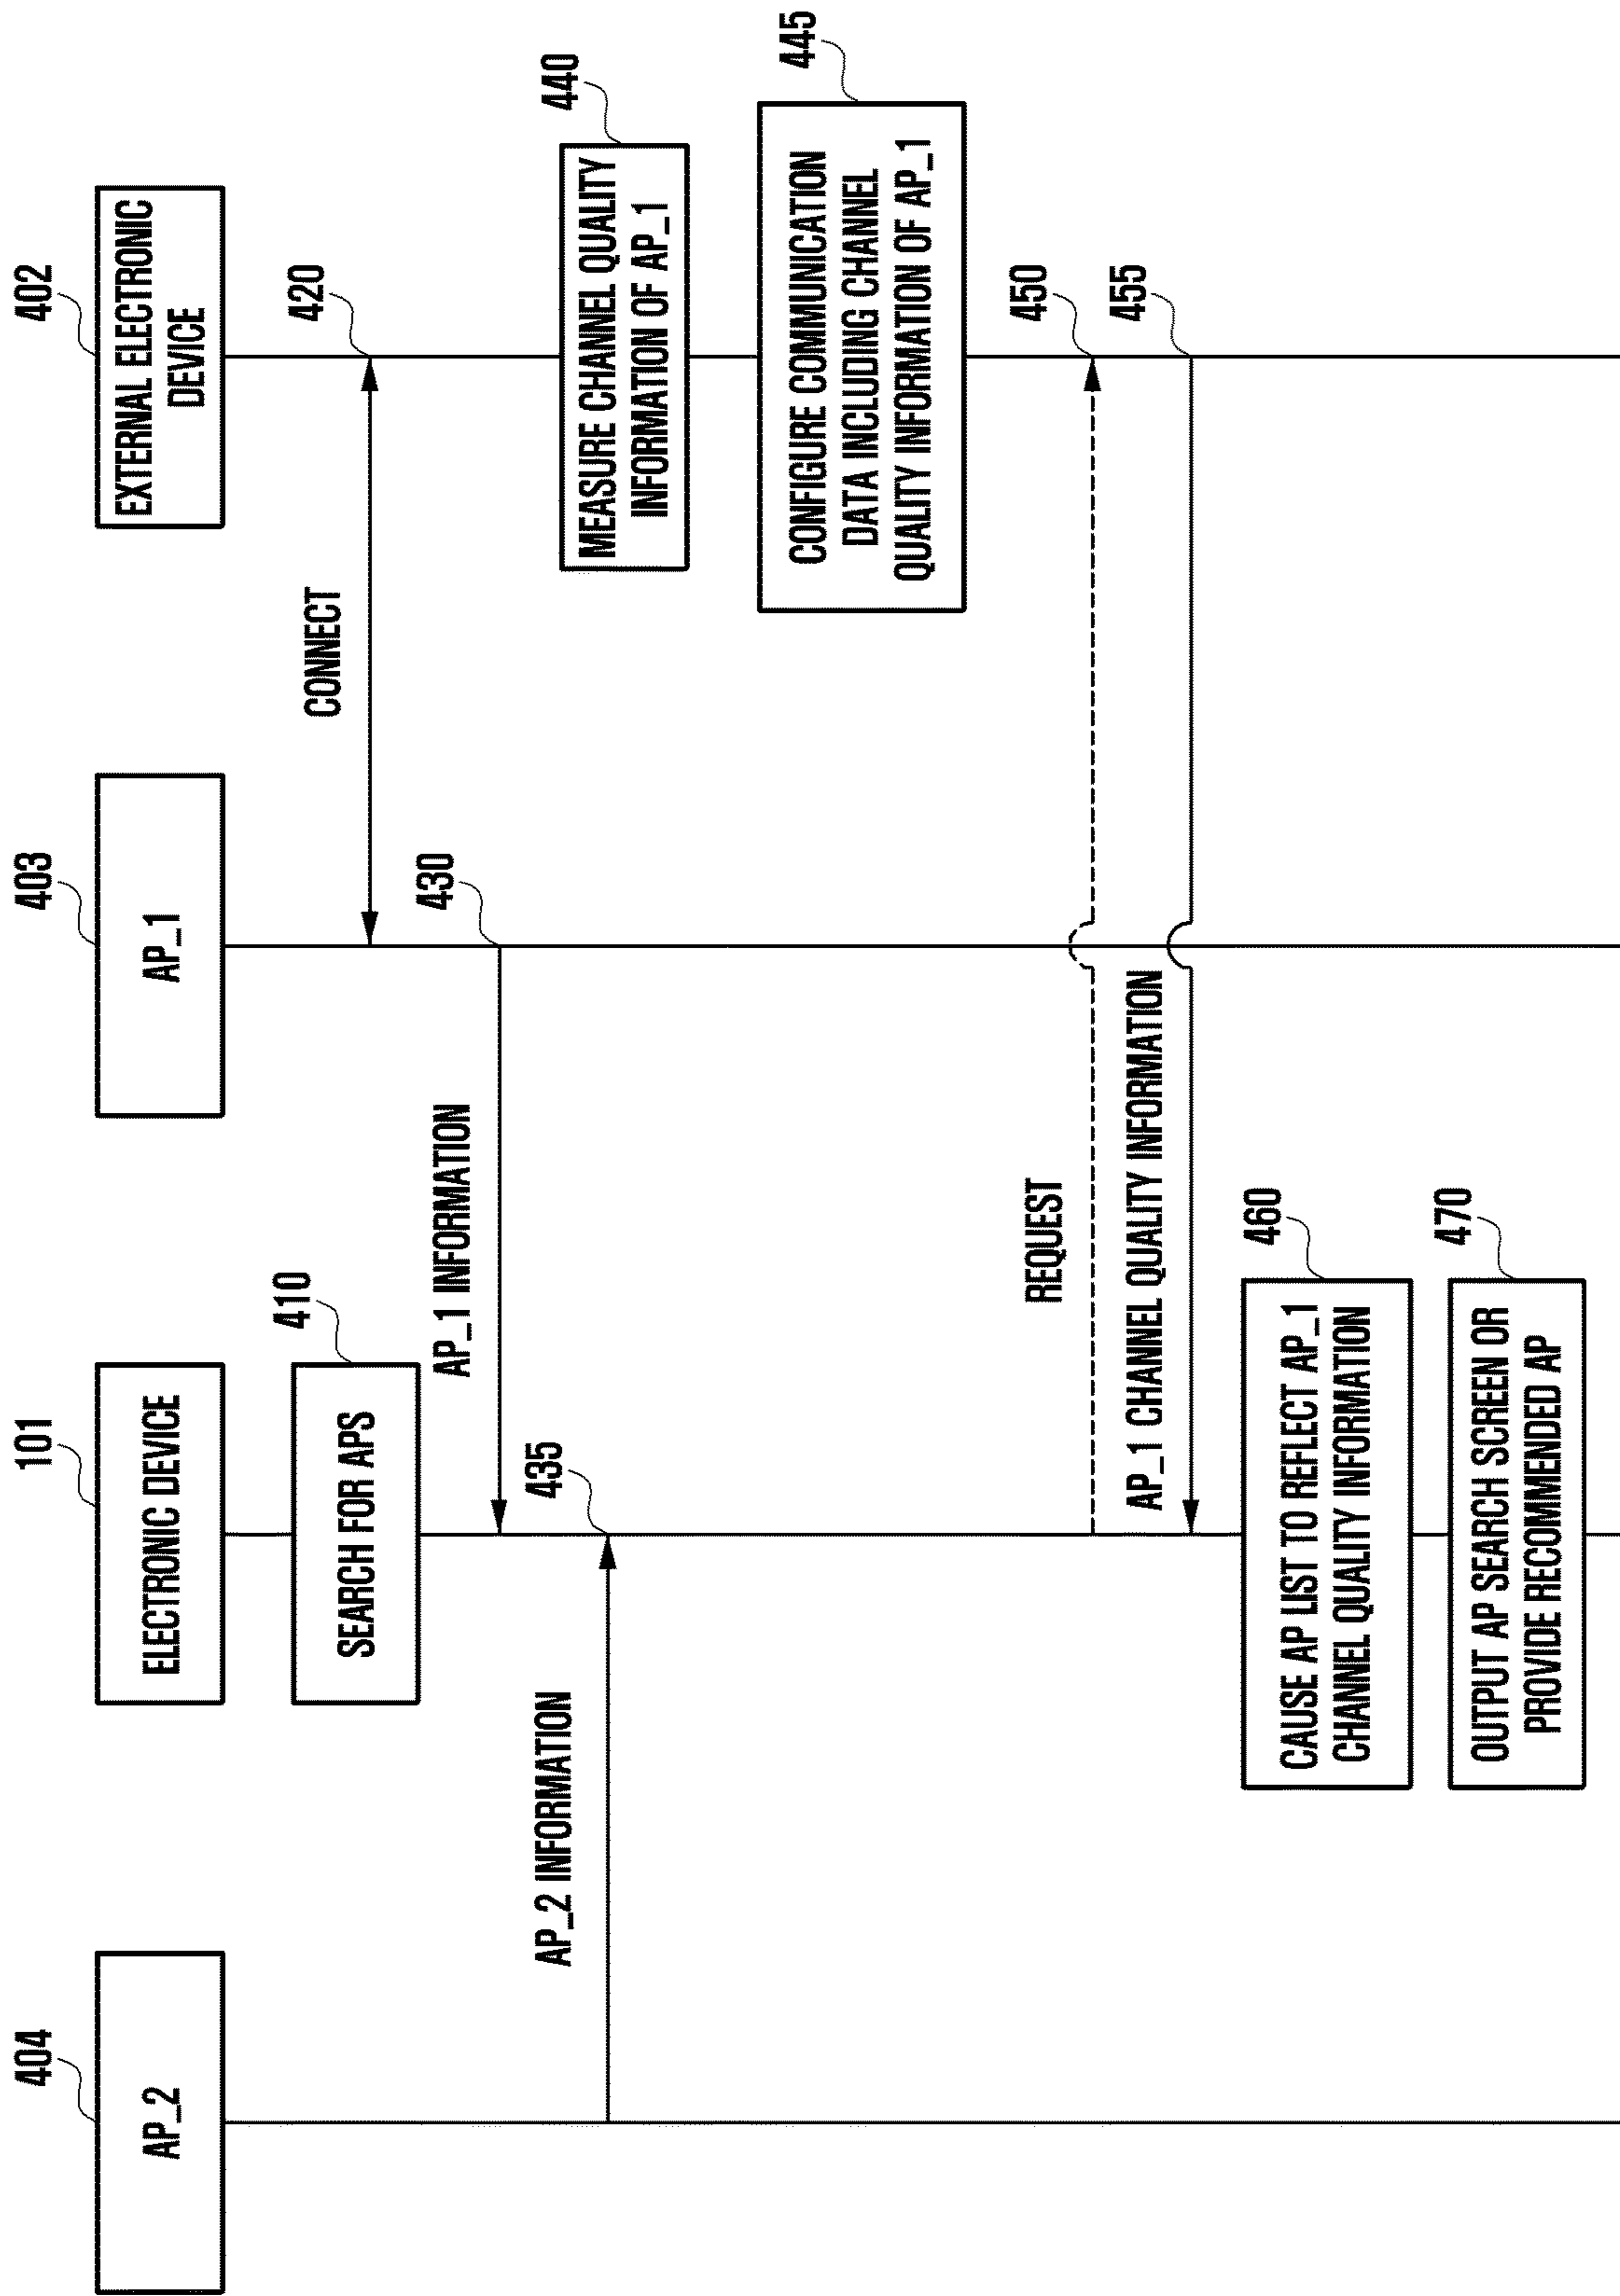 404
AP_2
101
ELECTRONIC DEVICE
403
AP_1
402
EXTERNAL ELECTRONIC
DEVICE
410
SEARCH FOR APS
420
CONNECT
430
AP_1 INFORMATION
435
AP_2 INFORMATION
440
MEASURE CHANNEL QUALITY
INFORMATION OF AP_1
445
CONFIGURE COMMUNICATION
DATA INCLUDING CHANNEL
QUALITY INFORMATION OF AP_1
450
REQUEST
455
AP_1 CHANNEL QUALITY INFORMATION
460
CAUSE AP LIST TO REFLECT AP_1
CHANNEL QUALITY INFORMATION
470
OUTPUT AP SEARCH SCREEN OR
PROVIDE RECOMMENDED AP